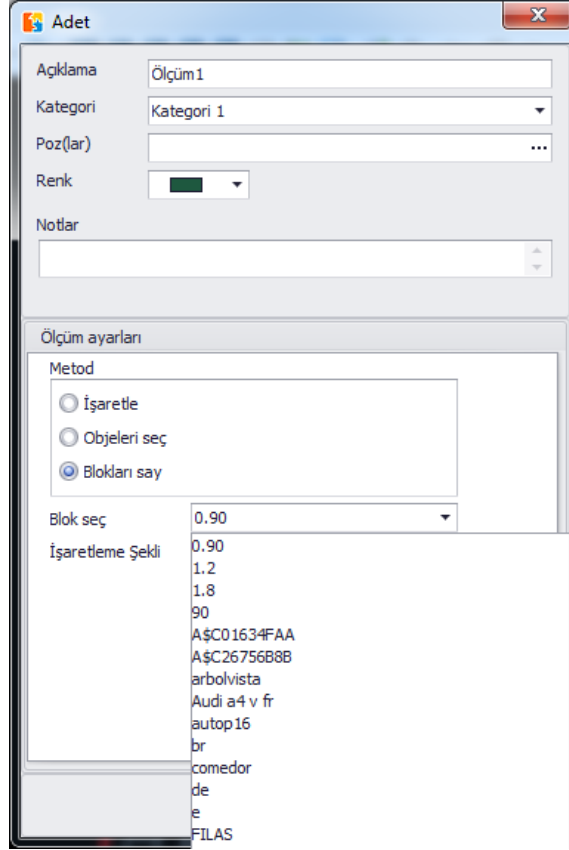 Adet
Açıklama Ölçüm1
Kategori Kategori 1
Poz(lar) ...
Renk
Notlar
Ölçüm ayarları
Metod
İşaretle
Objeleri seç
Blokları say
Blok seç 0.90
İşaretleme Şekli
0.90
1.2
1.8
90
A$C01634FAA
A$C26756B8B
arbolvista
Audi a4 v fr
autop16
br
comedor
de
e
FILAS